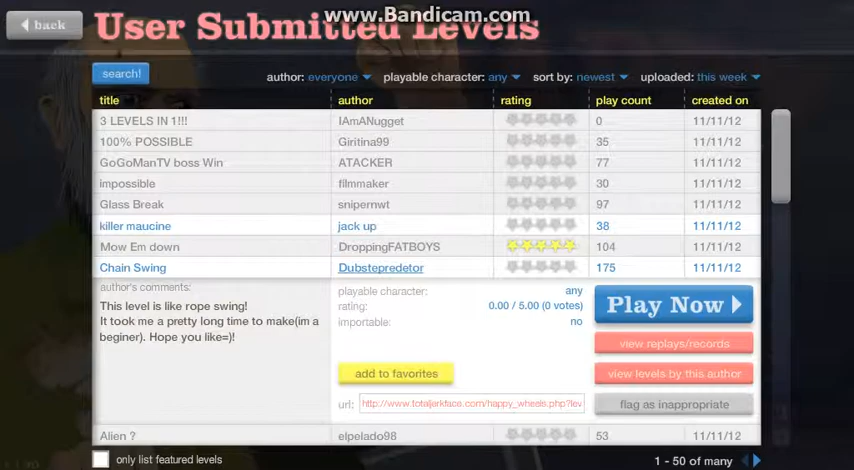 www.Bandicam.com
back
User Submitted Levels
search!
author: everyone playable character: any sort by: newest uploaded: this week
title author rating play count created on
3 LEVELS IN 1!!! IAmANugget 0 11/11/12
100% POSSIBLE Giritina99 35 11/11/12
GoGoManTV boss Win ATACKER 77 11/11/12
impossible filmmaker 30 11/11/12
Glass Break snipernwt 97 11/11/12
killer maucine jack up 38 11/11/12
Mow Em down DroppingFATBOYS 104 11/11/12
Chain Swing Dubstepredetor 175 11/11/12
author's comments:
This level is like rope swing!
It took me a pretty long time to make(im a
beginer). Hope you like=)!
playable character: any
rating: 0.00 / 5.00 (0 votes)
importable: no
add to favorites
url: http://www.totaljerkface.com/happy_wheels.php?lev
Play Now
view replays/records
view levels by this author
flag as inappropriate
Alien ? elpelado98 53 11/11/12
only list featured levels
1 - 50 of many